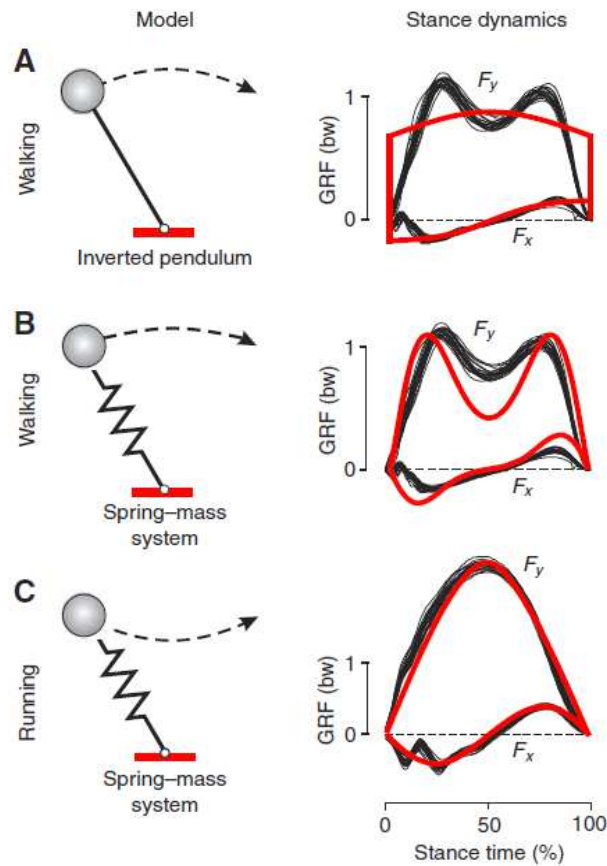 Model
Stance dynamics
A
Walking
Inverted pendulum
GRF (bw)
1
0
Fy
Fx
B
Walking
Spring–mass
system
GRF (bw)
1
0
Fy
Fx
C
Running
Spring–mass
system
GRF (bw)
1
0
Fy
Fx
0
50
100
Stance time (%)